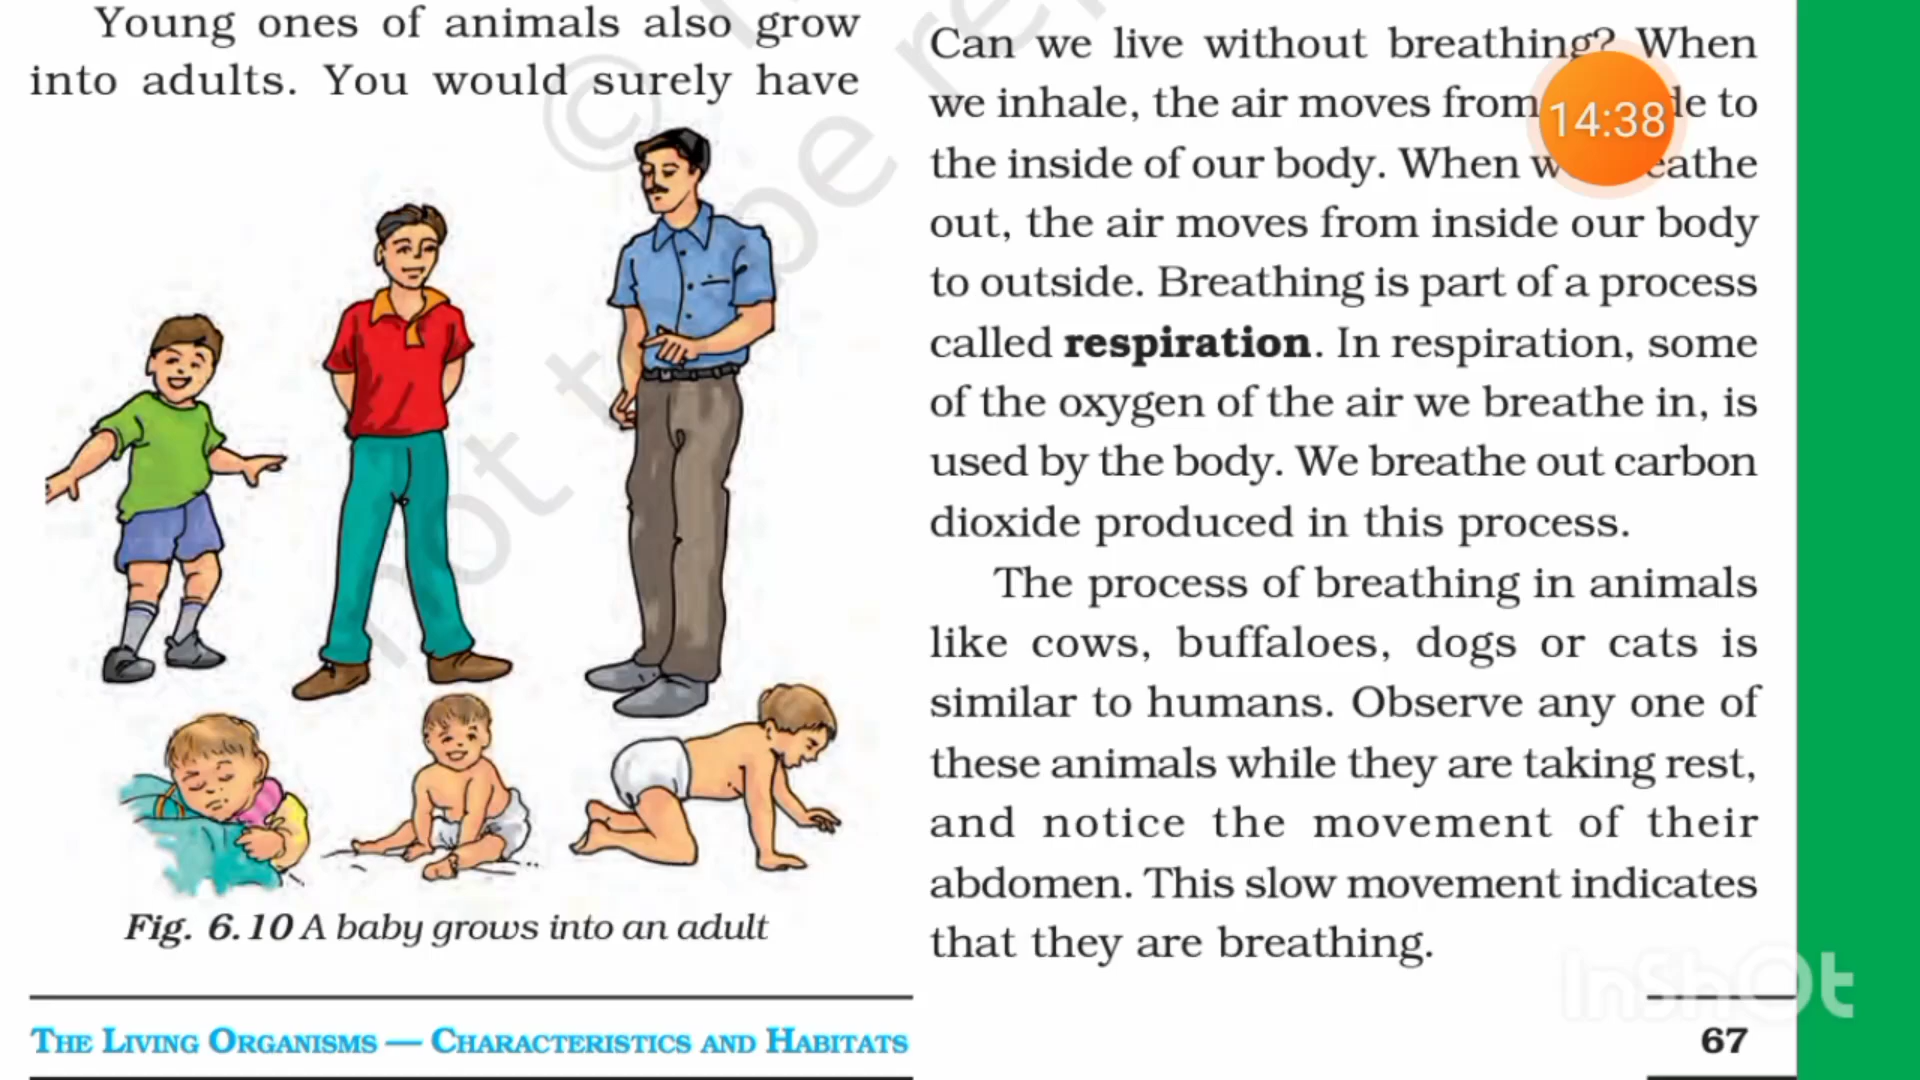 Young ones of animals also grow
into adults. You would surely have
Fig. 6.10 A baby grows into an adult
THE LIVING ORGANISMS — CHARACTERISTICS AND HABITATS
Can we live without breathing? When
we inhale, the air moves from to
the inside of our body. When
out, the air moves from inside our body
to outside. Breathing is part of a process
called respiration. In respiration, some
of the oxygen of the air we breathe in, is
used by the body. We breathe out carbon
dioxide produced in this process.
The process of breathing in animals
like cows, buffaloes, dogs or cats is
similar to humans. Observe any one of
these animals while they are taking rest,
and notice the movement of their
abdomen. This slow movement indicates
that they are breathing.
67
14:38
© not to be
InShOt